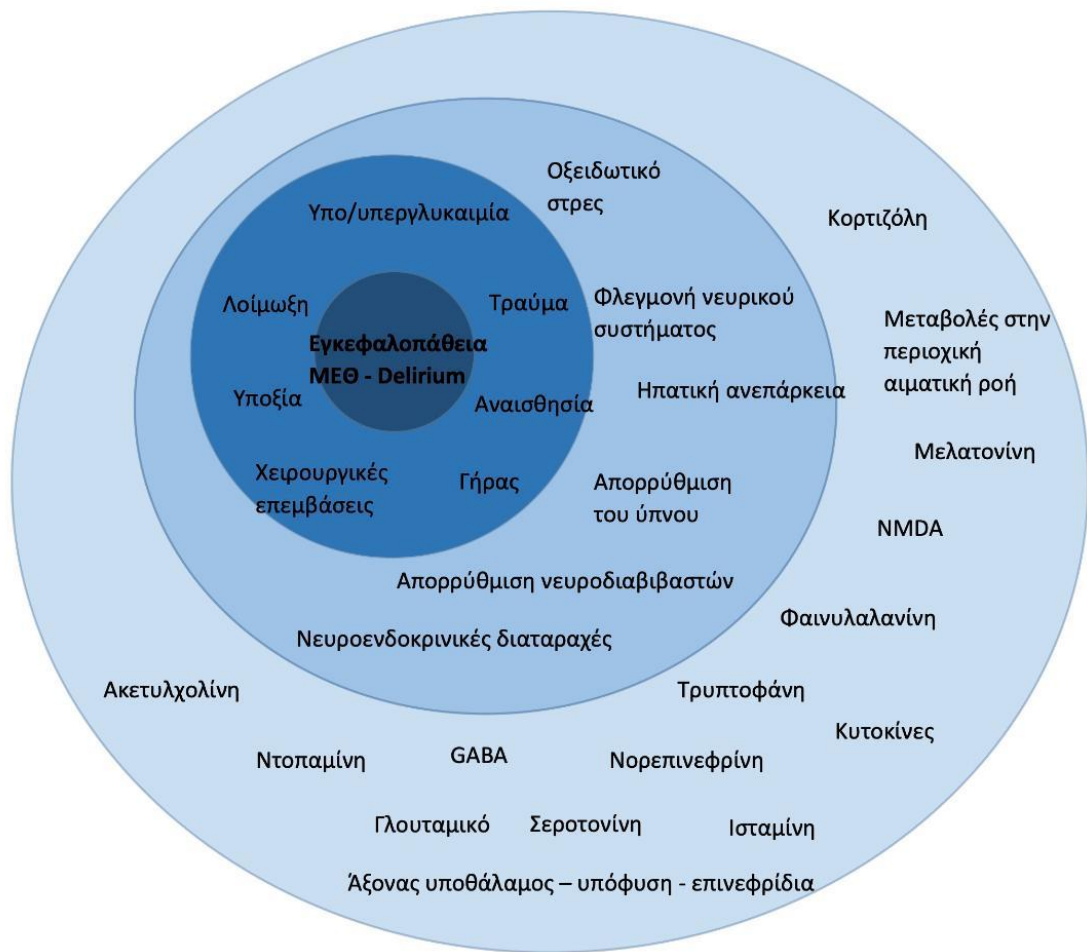 Οξειδωτικό
στρες
Υπο/υπεργλυκαιμία
Κορτιζόλη
Λοίμωξη
Τραύμα
Φλεγμονή νευρικού
συστήματος
Μεταβολές στην
περιοχική
αιματική ροή
Εγκεφαλοπάθεια
ΜΕΘ - Delirium
Υποξία
Αναισθησία
Ηπατική ανεπάρκεια
Μελατονίνη
Χειρουργικές
επεμβάσεις
Γήρας
Απορρύθμιση
του ύπνου
NMDA
Απορρύθμιση νευροδιαβιβαστών
Φαινυλαλανίνη
Νευροενδοκρινικές διαταραχές
Ακετυλχολίνη
Τρυπτοφάνη
Κυτοκίνες
Ντοπαμίνη
GABA
Νορεπινεφρίνη
Γλουταμικό
Σεροτονίνη
Ισταμίνη
Άξονας υποθάλαμος – υπόφυση - επινεφρίδια